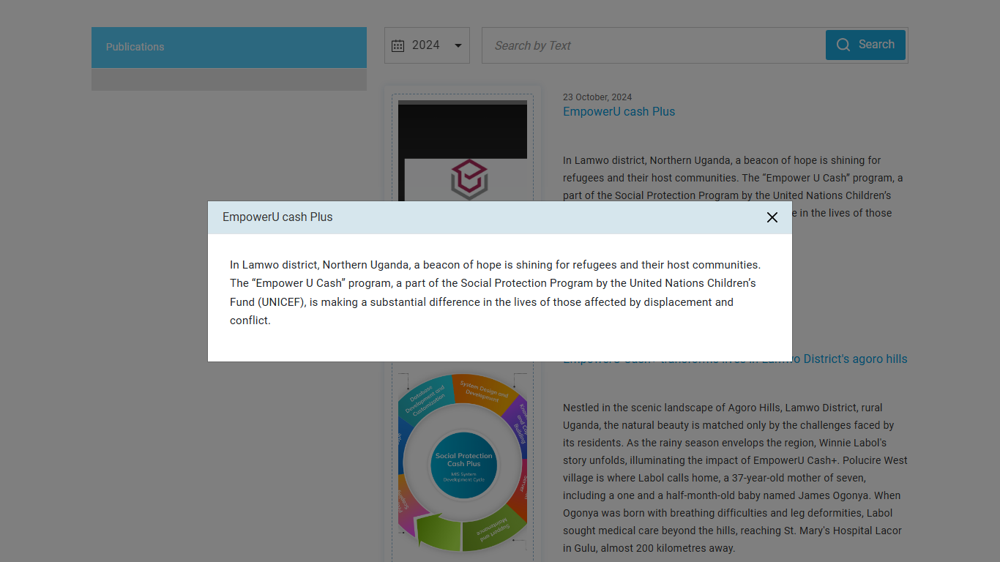 Publications
2024
Search by Text
Search
23 October, 2024
EmpowerU cash Plus
In Lamwo district, Northern Uganda, a beacon of hope is shining for
refugees and their host communities. The “Empower U Cash” program, a
part of the Social Protection Program by the United Nations Children’s
e in the lives of those
EmpowerU cash Plus
In Lamwo district, Northern Uganda, a beacon of hope is shining for refugees and their host communities.
The “Empower U Cash” program, a part of the Social Protection Program by the United Nations Children’s
Fund (UNICEF), is making a substantial difference in the lives of those affected by displacement and
conflict.
EmpowerU Cash+ transforms lives in Lamwo District's agoro hills
Database
Development and
Customization
System Design and
Development
Building
Server
Support and
Maintenance
Social Protection
Cash Plus
MIS System
Development Cycle
Nestled in the scenic landscape of Agoro Hills, Lamwo District, rural
Uganda, the natural beauty is matched only by the challenges faced by
its residents. As the rainy season envelops the region, Winnie Labol's
story unfolds, illuminating the impact of EmpowerU Cash+. Polucire West
village is where Labol calls home, a 37-year-old mother of seven,
including a one and a half-month-old baby named James Ogonya. When
Ogonya was born with breathing difficulties and leg deformities, Labol
sought medical care beyond the hills, reaching St. Mary's Hospital Lacor
in Gulu, almost 200 kilometres away.